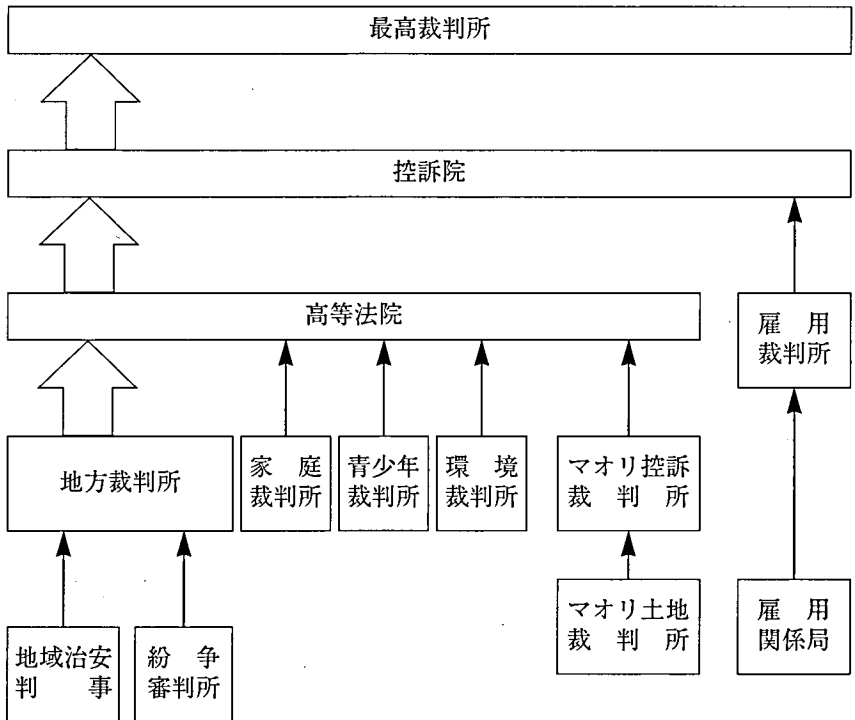 最高裁判所
控訴院
高等法院
雇用
裁判所
地方裁判所
家庭
裁判所
青少年
裁判所
環境
裁判所
マオリ控訴
裁判所
マオリ土地
裁判所
雇用
関係局
地域治安
判事
紛争
審判所